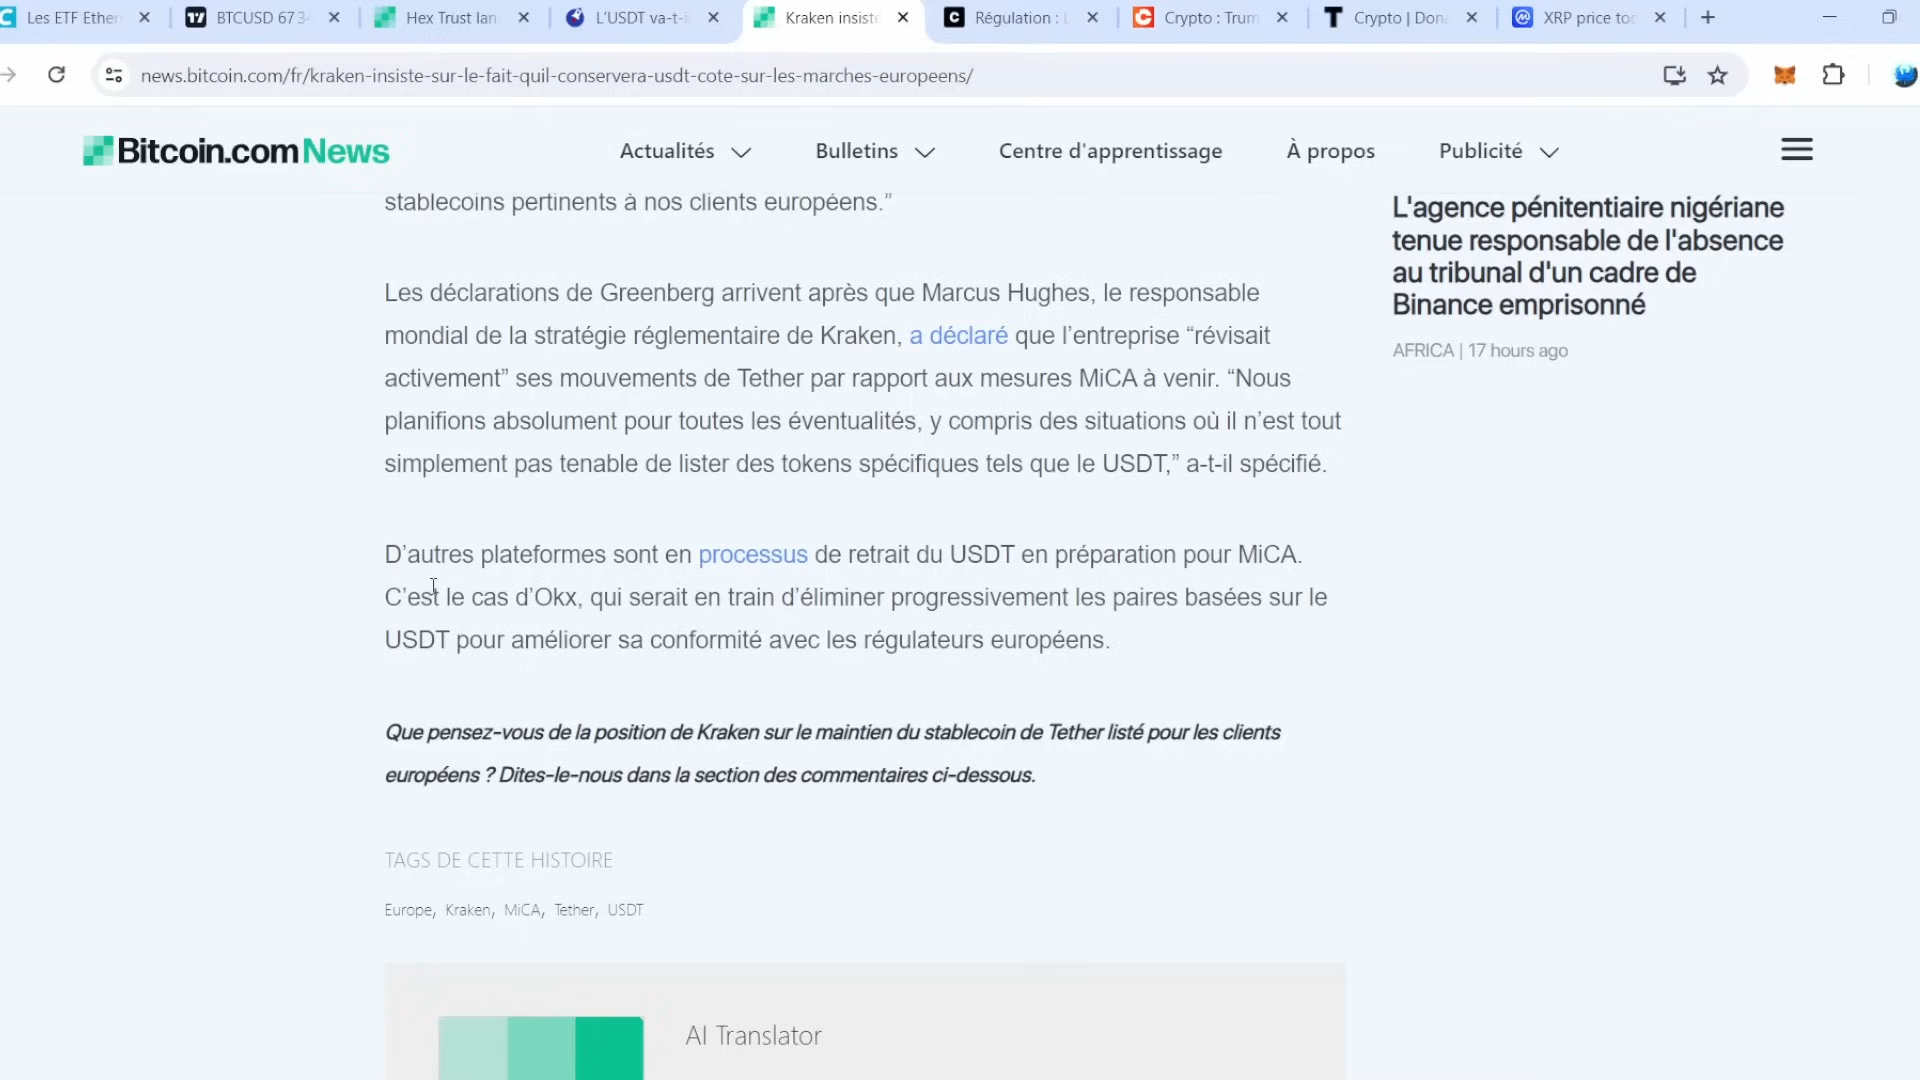 Les ETF Ether
BTCUSD 67 3
Hex Trust lan
L'USDT va-t-i
Kraken insiste
Régulation : L
Crypto : Trum
Crypto | Dona
XRP price too
news.bitcoin.com/fr/kraken-insiste-sur-le-fait-quil-conservera-usdt-cote-sur-les-marches-europeens/
Bitcoin.com News
Actualités
Bulletins
Centre d'apprentissage
À propos
Publicité
stablecoins pertinents à nos clients européens.”
Les déclarations de Greenberg arrivent après que Marcus Hughes, le responsable
mondial de la stratégie réglementaire de Kraken, a déclaré que l’entreprise “révisait
activement” ses mouvements de Tether par rapport aux mesures MiCA à venir. “Nous
planifions absolument pour toutes les éventualités, y compris des situations où il n’est tout
simplement pas tenable de lister des tokens spécifiques tels que le USDT,” a-t-il spécifié.
D’autres plateformes sont en processus de retrait du USDT en préparation pour MiCA.
C’est le cas d’Okx, qui serait en train d’éliminer progressivement les paires basées sur le
USDT pour améliorer sa conformité avec les régulateurs européens.
Que pensez-vous de la position de Kraken sur le maintien du stablecoin de Tether listé pour les clients
européens ? Dites-le-nous dans la section des commentaires ci-dessous.
TAGS DE CETTE HISTOIRE
Europe, Kraken, MiCA, Tether, USDT
AI Translator
L'agence pénitentiaire nigériane
tenue responsable de l'absence
au tribunal d'un cadre de
Binance emprisonné
AFRICA | 17 hours ago